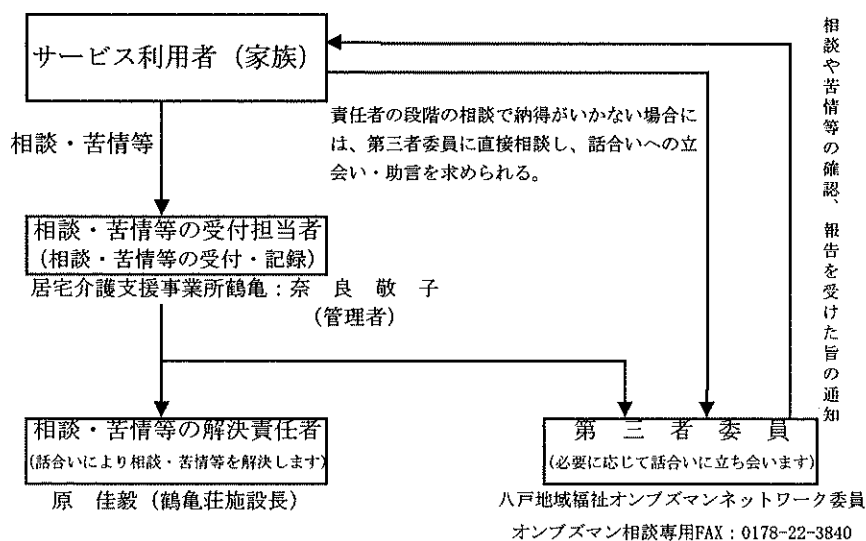 サービス利用者（家族）
相談・苦情等
責任者の段階の相談で納得がいかない場合に
は、第三者委員に直接相談し、話合いへの立
会い・助言を求められる。
相談や苦情等の確認、報告を受けた旨の通知
相談・苦情等の受付担当者
（相談・苦情等の受付・記録）
居宅介護支援事業所鶴亀：奈　良　敬　子
（管理者）
相談・苦情等の解決責任者
（話合いにより相談・苦情等を解決します）
原　佳毅（鶴亀荘施設長）
第　三　者　委　員
（必要に応じて話合いに立ち会います）
八戸地域福祉オンブズマンネットワーク委員
オンブズマン相談専用FAX：0178-22-3840